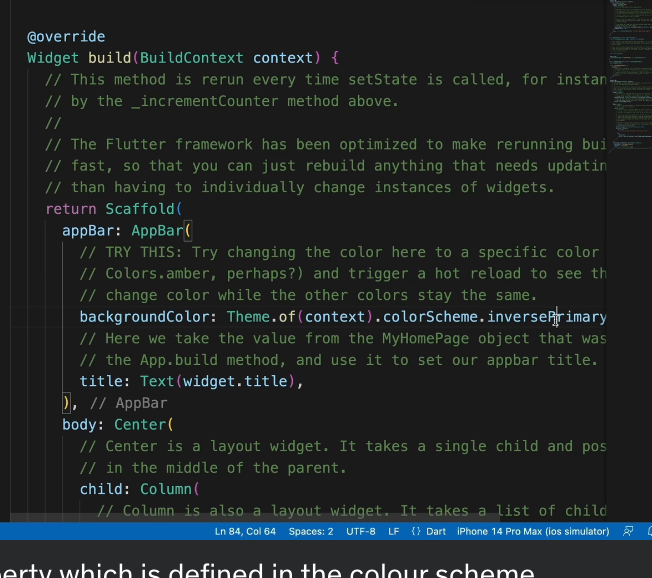 @override
Widget build(BuildContext context) {
// This method is rerun every time setState is called, for instan
// by the _incrementCounter method above.
//
// The Flutter framework has been optimized to make rerunning bui
// fast, so that you can just rebuild anything that needs updatin
// than having to individually change instances of widgets.
return Scaffold(
appBar: AppBar(
// TRY THIS: Try changing the color here to a specific color
// Colors.amber, perhaps?) and trigger a hot reload to see th
// change color while the other colors stay the same.
backgroundColor: Theme.of(context).colorScheme.inversePrimary
// Here we take the value from the MyHomePage object that was
// the App.build method, and use it to set our appbar title.
title: Text(widget.title),
), // AppBar
body: Center(
// Center is a layout widget. It takes a single child and pos
// in the middle of the parent.
child: Column(
// Column is also a layout widget. It takes a list of child
Ln 84, Col 64 Spaces: 2 UTF-8 LF {} Dart iPhone 14 Pro Max (ios simulator)
perty which is defined in the colour scheme